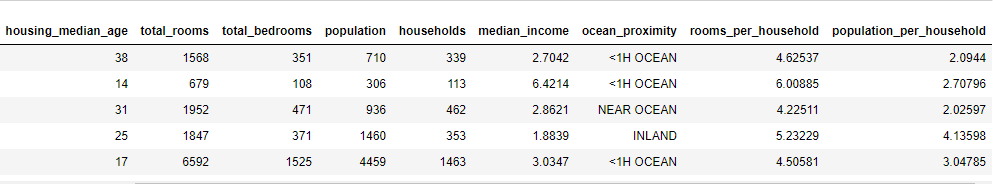 housing_median_age total_rooms total_bedrooms population households median_income ocean_proximity rooms_per_household population_per_household
38 1568 351 710 339 2.7042 <1H OCEAN 4.62537 2.0944
14 679 108 306 113 6.4214 <1H OCEAN 6.00885 2.70796
31 1952 471 936 462 2.8621 NEAR OCEAN 4.22511 2.02597
25 1847 371 1460 353 1.8839 INLAND 5.23229 4.13598
17 6592 1525 4459 1463 3.0347 <1H OCEAN 4.50581 3.04785